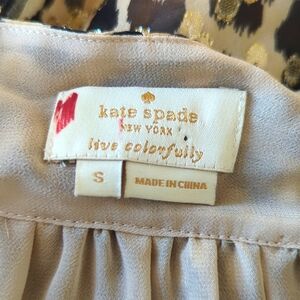 kate spade
NEW YORK
live colorfully
S
MADE IN CHINA